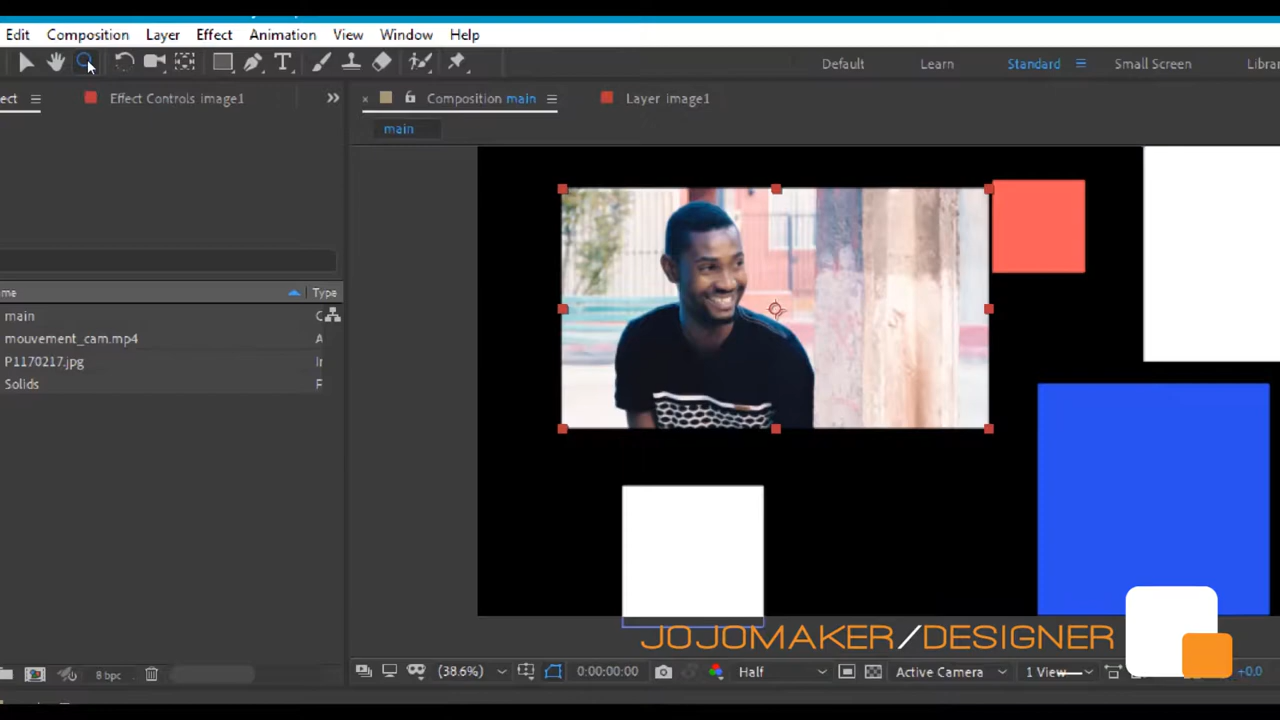 Edit Composition Layer Effect Animation View Window Help
Default Learn Standard Small Screen
Effect Controls image1 Composition main Layer image1
main
Type
main
mouvement_cam.mp4 A
P1170217.jpg
Solids F
JOJOMAKER/DESIGNER
8 bpc (38.6%) 0:00:00:00 Half Active Camera 1 View +0.0